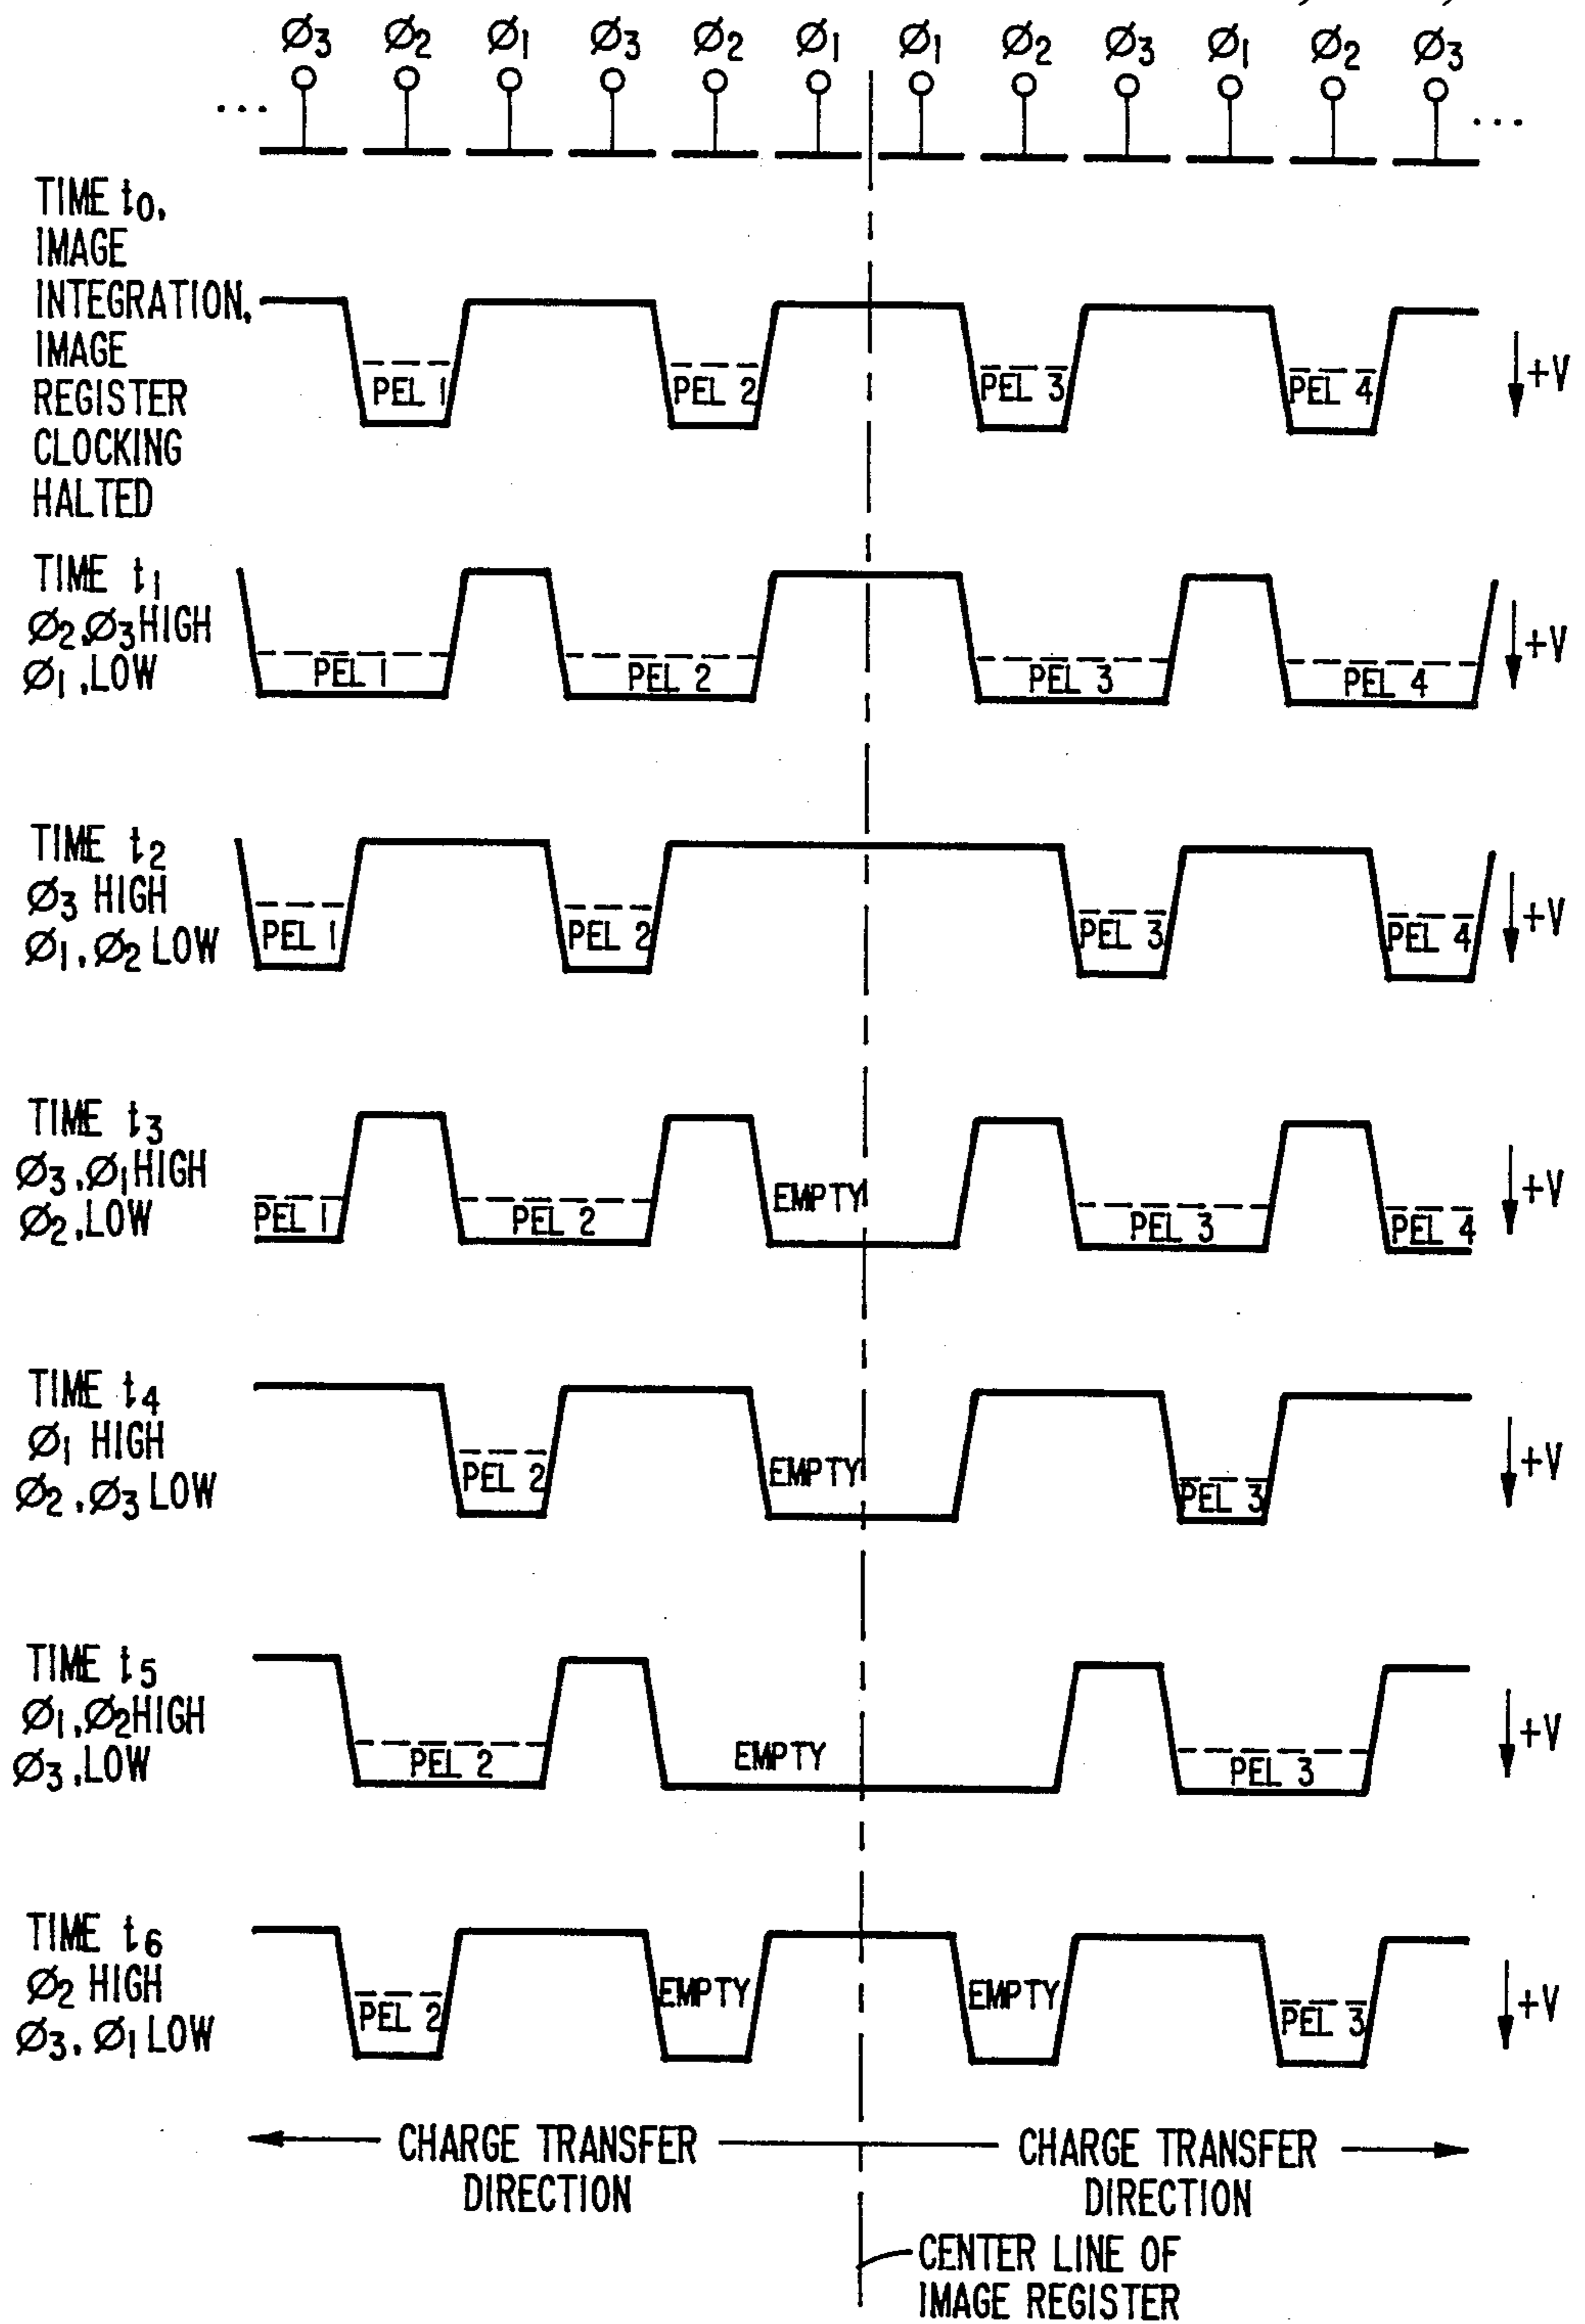 Ø3 Ø2 Ø1 Ø3 Ø2 Ø1 Ø1 Ø2 Ø3 Ø1 Ø2 Ø3
... ...
TIME t0,
IMAGE
INTEGRATION,
IMAGE
REGISTER
CLOCKING
HALTED
PEL 1 PEL 2 PEL 3 PEL 4 +V
TIME t1
Ø2,Ø3 HIGH
Ø1,LOW
PEL 1 PEL 2 PEL 3 PEL 4 +V
TIME t2
Ø3 HIGH
Ø1,Ø2 LOW
PEL 1 PEL 2 PEL 3 PEL 4 +V
TIME t3
Ø3,Ø1 HIGH
Ø2,LOW
EMPTY
PEL 1 PEL 2 PEL 3 PEL 4 +V
TIME t4
Ø1 HIGH
Ø2,Ø3 LOW
PEL 2 EMPTY PEL 3 +V
TIME t5
Ø1,Ø2 HIGH
Ø3,LOW
PEL 2 EMPTY PEL 3 +V
TIME t6
Ø2 HIGH
Ø3,Ø1 LOW
PEL 2 EMPTY EMPTY PEL 3 +V
CHARGE TRANSFER
DIRECTION
CHARGE TRANSFER
DIRECTION
CENTER LINE OF
IMAGE REGISTER